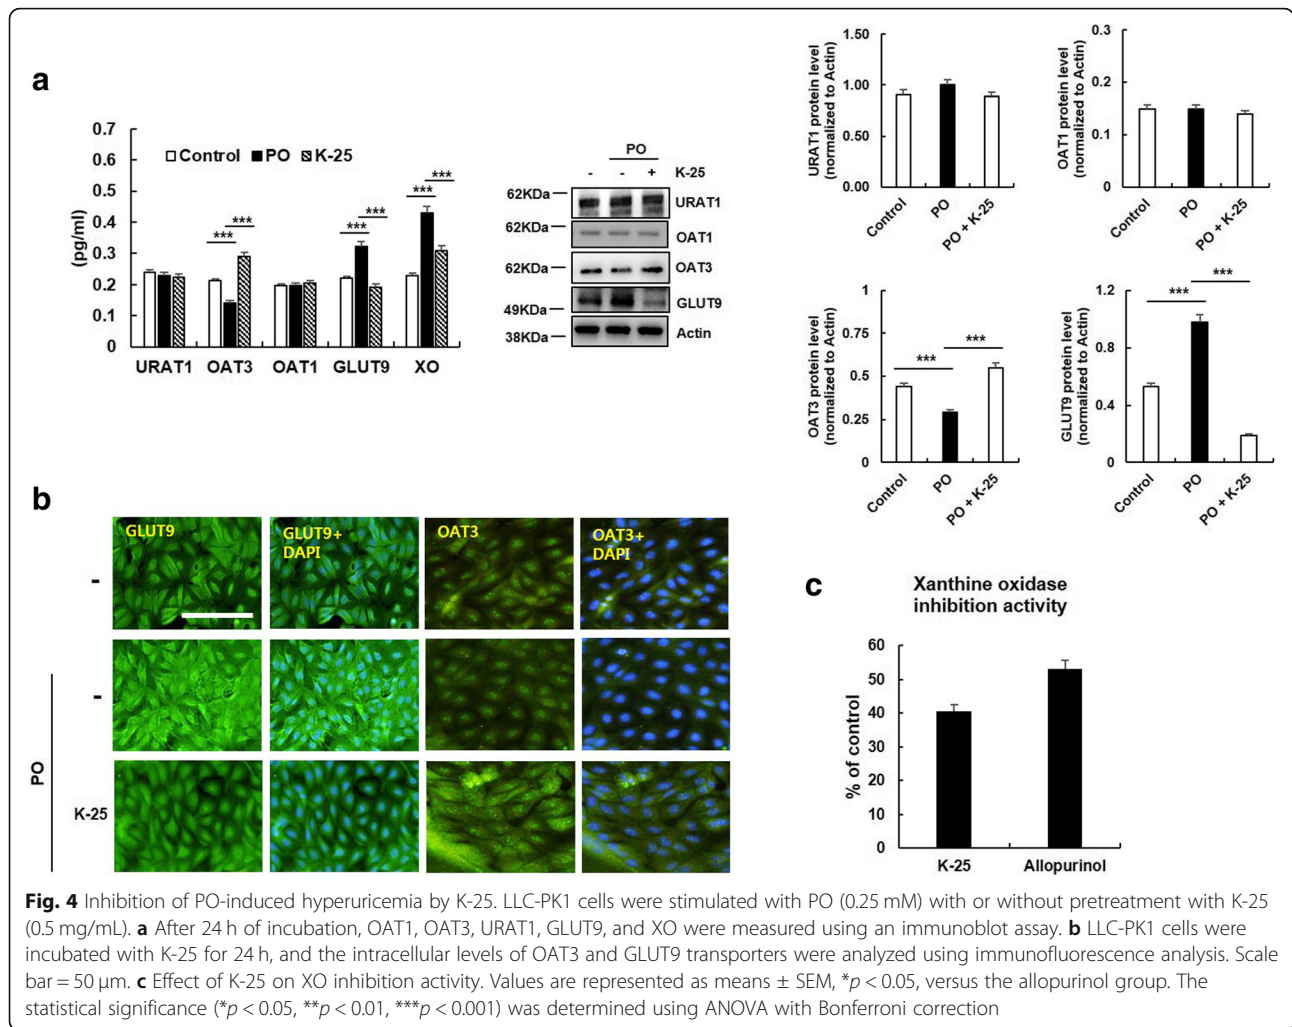 a
0.7
0.6
0.5
0.4
0.3
0.2
0.1
0
(pg/ml)
Control PO K-25
***
***
***
***
***
***
URAT1 OAT3 OAT1 GLUT9 XO
PO
- - + K-25
62KDa URAT1
62KDa OAT1
62KDa OAT3
49KDa GLUT9
38KDa Actin
URAT1 protein level
(normalized to Actin)
1.50
1.00
0.50
0.00
Control PO PO + K-25
OAT1 protein level
(normalized to Actin)
0.3
0.2
0.1
0
Control PO PO + K-25
OAT3 protein level
(normalized to Actin)
1
0.75
0.5
0.25
0
***
***
Control PO PO + K-25
GLUT9 protein level
(normalized to Actin)
1.2
0.8
0.4
0
***
***
Control PO PO + K-25
b
GLUT9
GLUT9+
DAPI
OAT3
OAT3+
DAPI
-
-
PO
K-25
c
Xanthine oxidase
inhibition activity
% of control
60
50
40
30
20
10
0
K-25 Allopurinol
Fig. 4 Inhibition of PO-induced hyperuricemia by K-25. LLC-PK1 cells were stimulated with PO (0.25 mM) with or without pretreatment with K-25
(0.5 mg/mL). a After 24 h of incubation, OAT1, OAT3, URAT1, GLUT9, and XO were measured using an immunoblot assay. b LLC-PK1 cells were
incubated with K-25 for 24 h, and the intracellular levels of OAT3 and GLUT9 transporters were analyzed using immunofluorescence analysis. Scale
bar = 50 μm. c Effect of K-25 on XO inhibition activity. Values are represented as means ± SEM, *p < 0.05, versus the allopurinol group. The
statistical significance (*p < 0.05, **p < 0.01, ***p < 0.001) was determined using ANOVA with Bonferroni correction